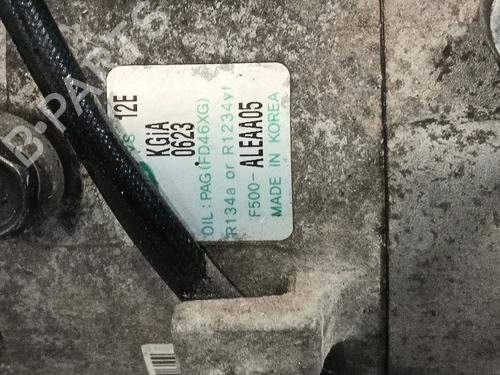 B-PARTS
12E
KGiA
0623
OIL : PAG (FD46XG)
R134a or R1234yf
F500-ALEAA05
MADE IN KOREA